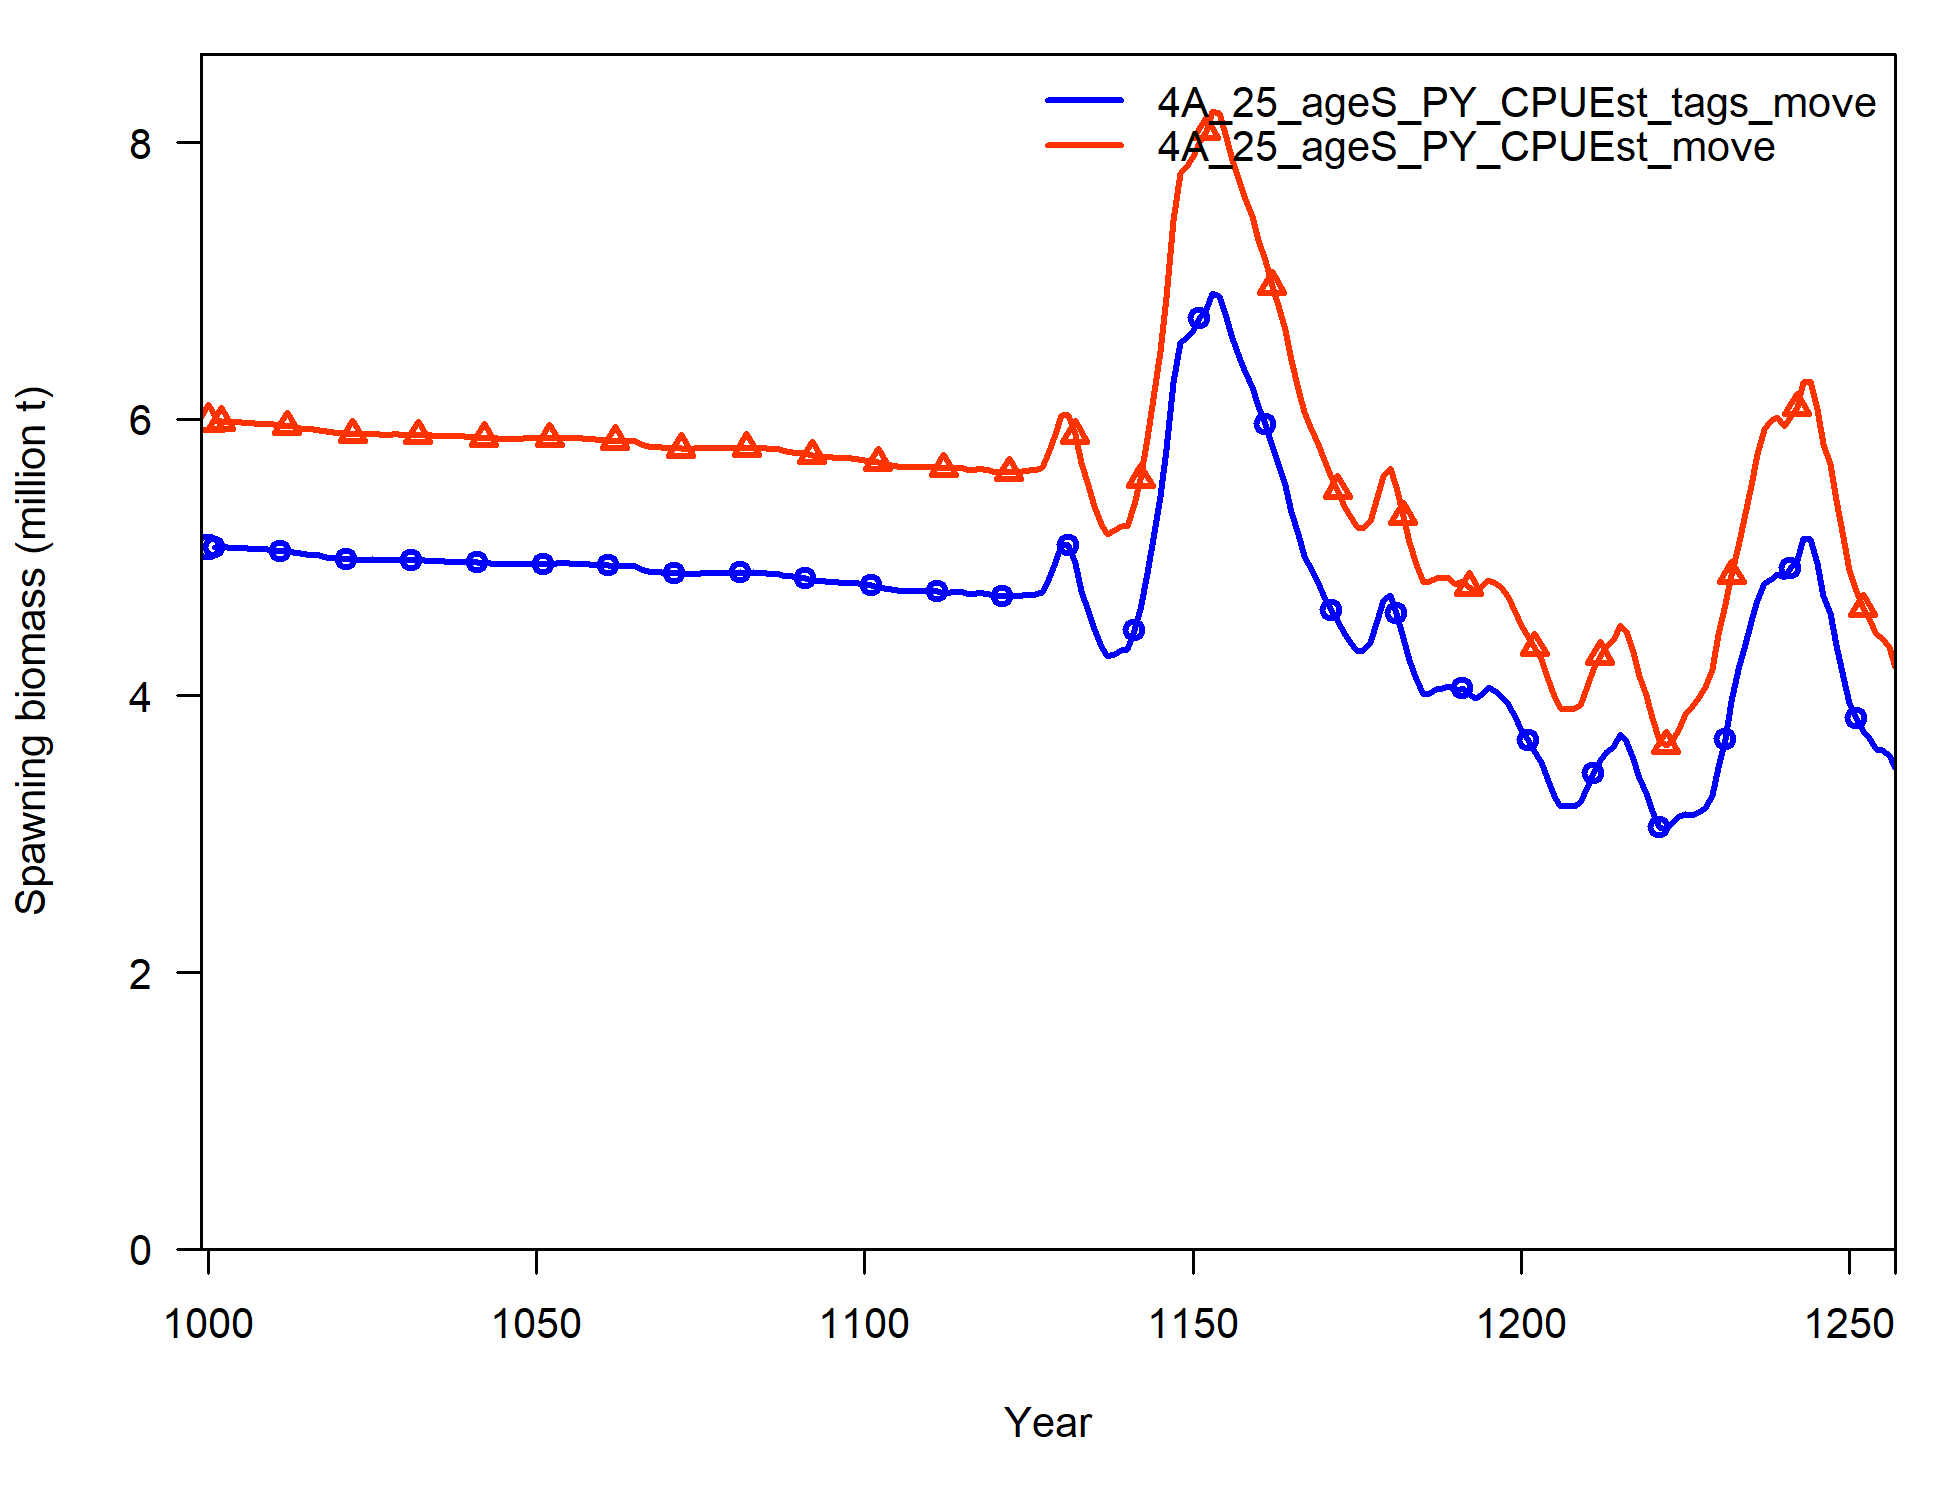 4A_25_ageS_PY_CPUEst_tags_move
4A_25_ageS_PY_CPUEst_move
Spawning biomass (million t)
8
6
4
2
0
1000 1050 1100 1150 1200 1250
Year